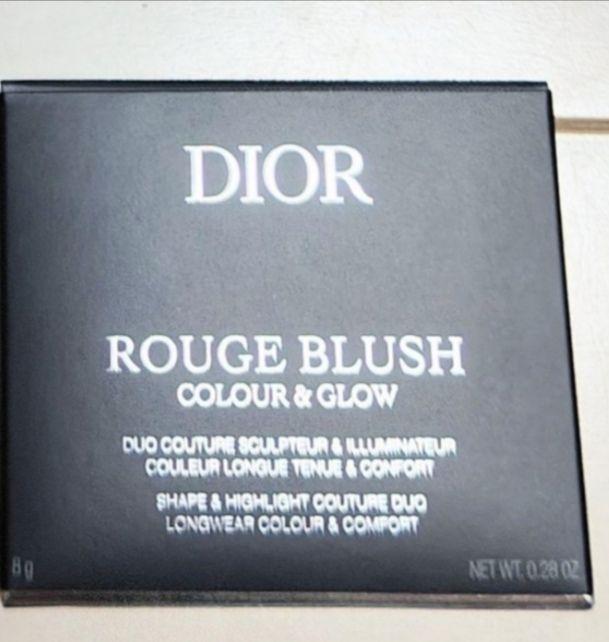 DIOR
ROUGE BLUSH
COLOUR & GLOW
DUO COUTURE SCULPTEUR & ILLUMINATEUR
COULEUR LONGUE TENUE & CONFORT
SHAPE & HIGHLIGHT COUTURE DUO
LONGWEAR COLOUR & COMFORT
8 g
NET WT. 0.28 OZ